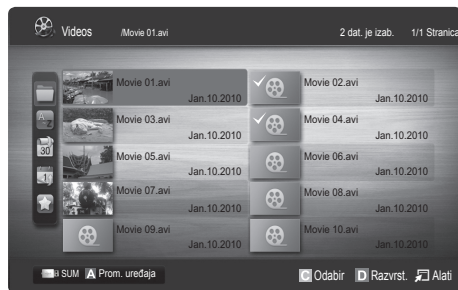 Videos /Movie 01.avi 2 dat. je izab. 1/1 Stranica
Movie 01.avi Movie 02.avi
Jan.10.2010 Jan.10.2010
Movie 03.avi Movie 04.avi
Jan.10.2010 Jan.10.2010
Movie 05.avi Movie 06.avi
Jan.10.2010 Jan.10.2010
Movie 07.avi Movie 08.avi
Jan.10.2010 Jan.10.2010
Movie 09.avi Movie 10.avi
Jan.10.2010 Jan.10.2010
SUM A Prom. uređaja C Odabir D Razvrst. Alati